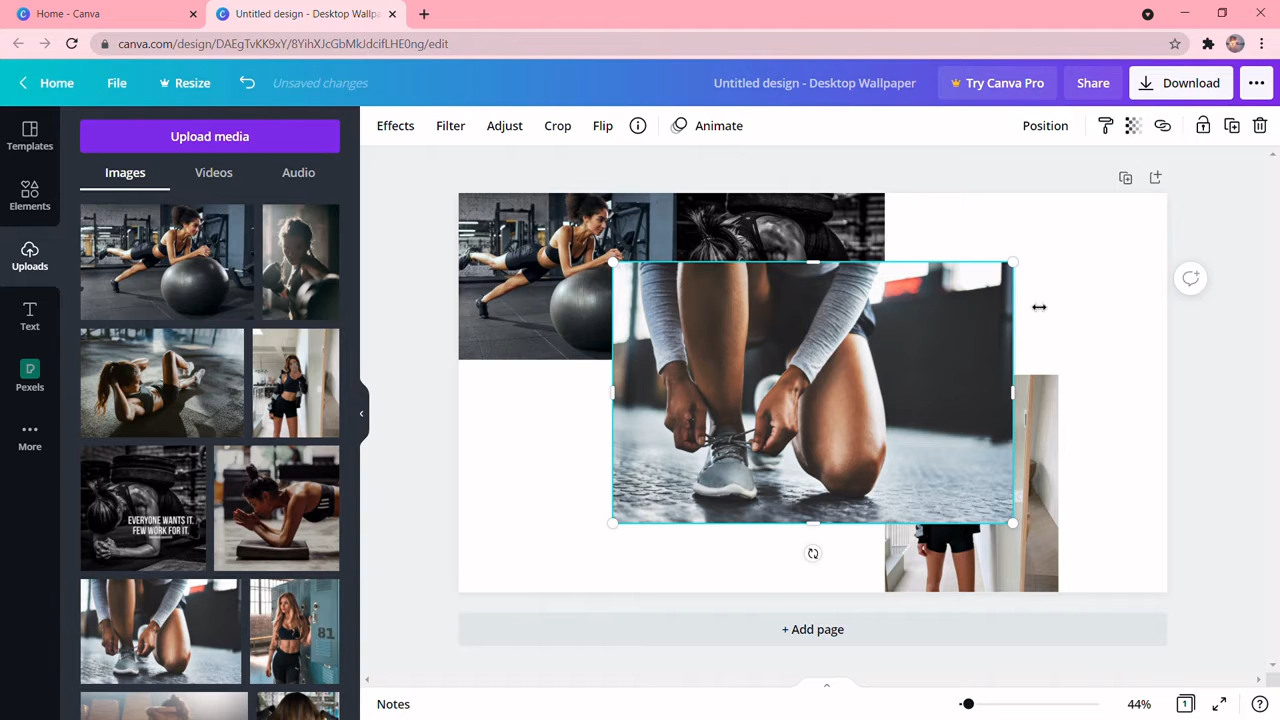 Home - Canva
Untitled design - Desktop Wallpa
canva.com/design/DAEgTvKK9xY/8YihXJcGbMkJdcifLHE0ng/edit
Home
File
Resize
Unsaved changes
Untitled design - Desktop Wallpaper
Try Canva Pro
Share
Download
Templates
Elements
Uploads
Text
Pexels
More
Upload media
Images
Videos
Audio
EVERYONE WANTS IT.
FEW WORK FOR IT.
81
Effects
Filter
Adjust
Crop
Flip
Animate
Position
+ Add page
Notes
44%
1